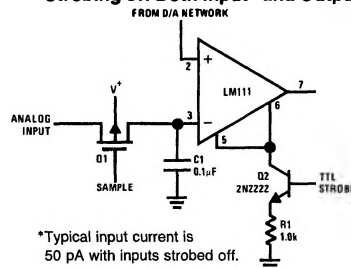 Strobing off Both Input* and Output
FROM D/A NETWORK
2
+
LM111
7
V+
6
ANALOG
INPUT
3
−
5
Q1
C1
0.1μF
Q2
2N2222
TTL
STROBE
SAMPLE
R1
1.0k
*Typical input current is
50 pA with inputs strobed off.